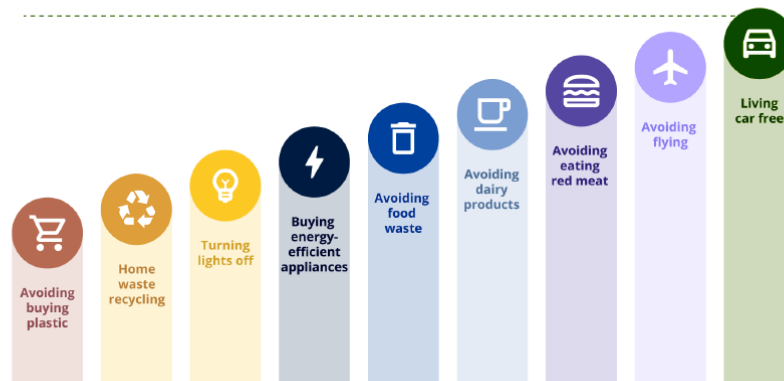 Avoiding
buying
plastic
Home
waste
recycling
Turning
lights off
Buying
energy-
efficient
appliances
Avoiding
food
waste
Avoiding
dairy
products
Avoiding
eating
red meat
Avoiding
flying
Living
car free